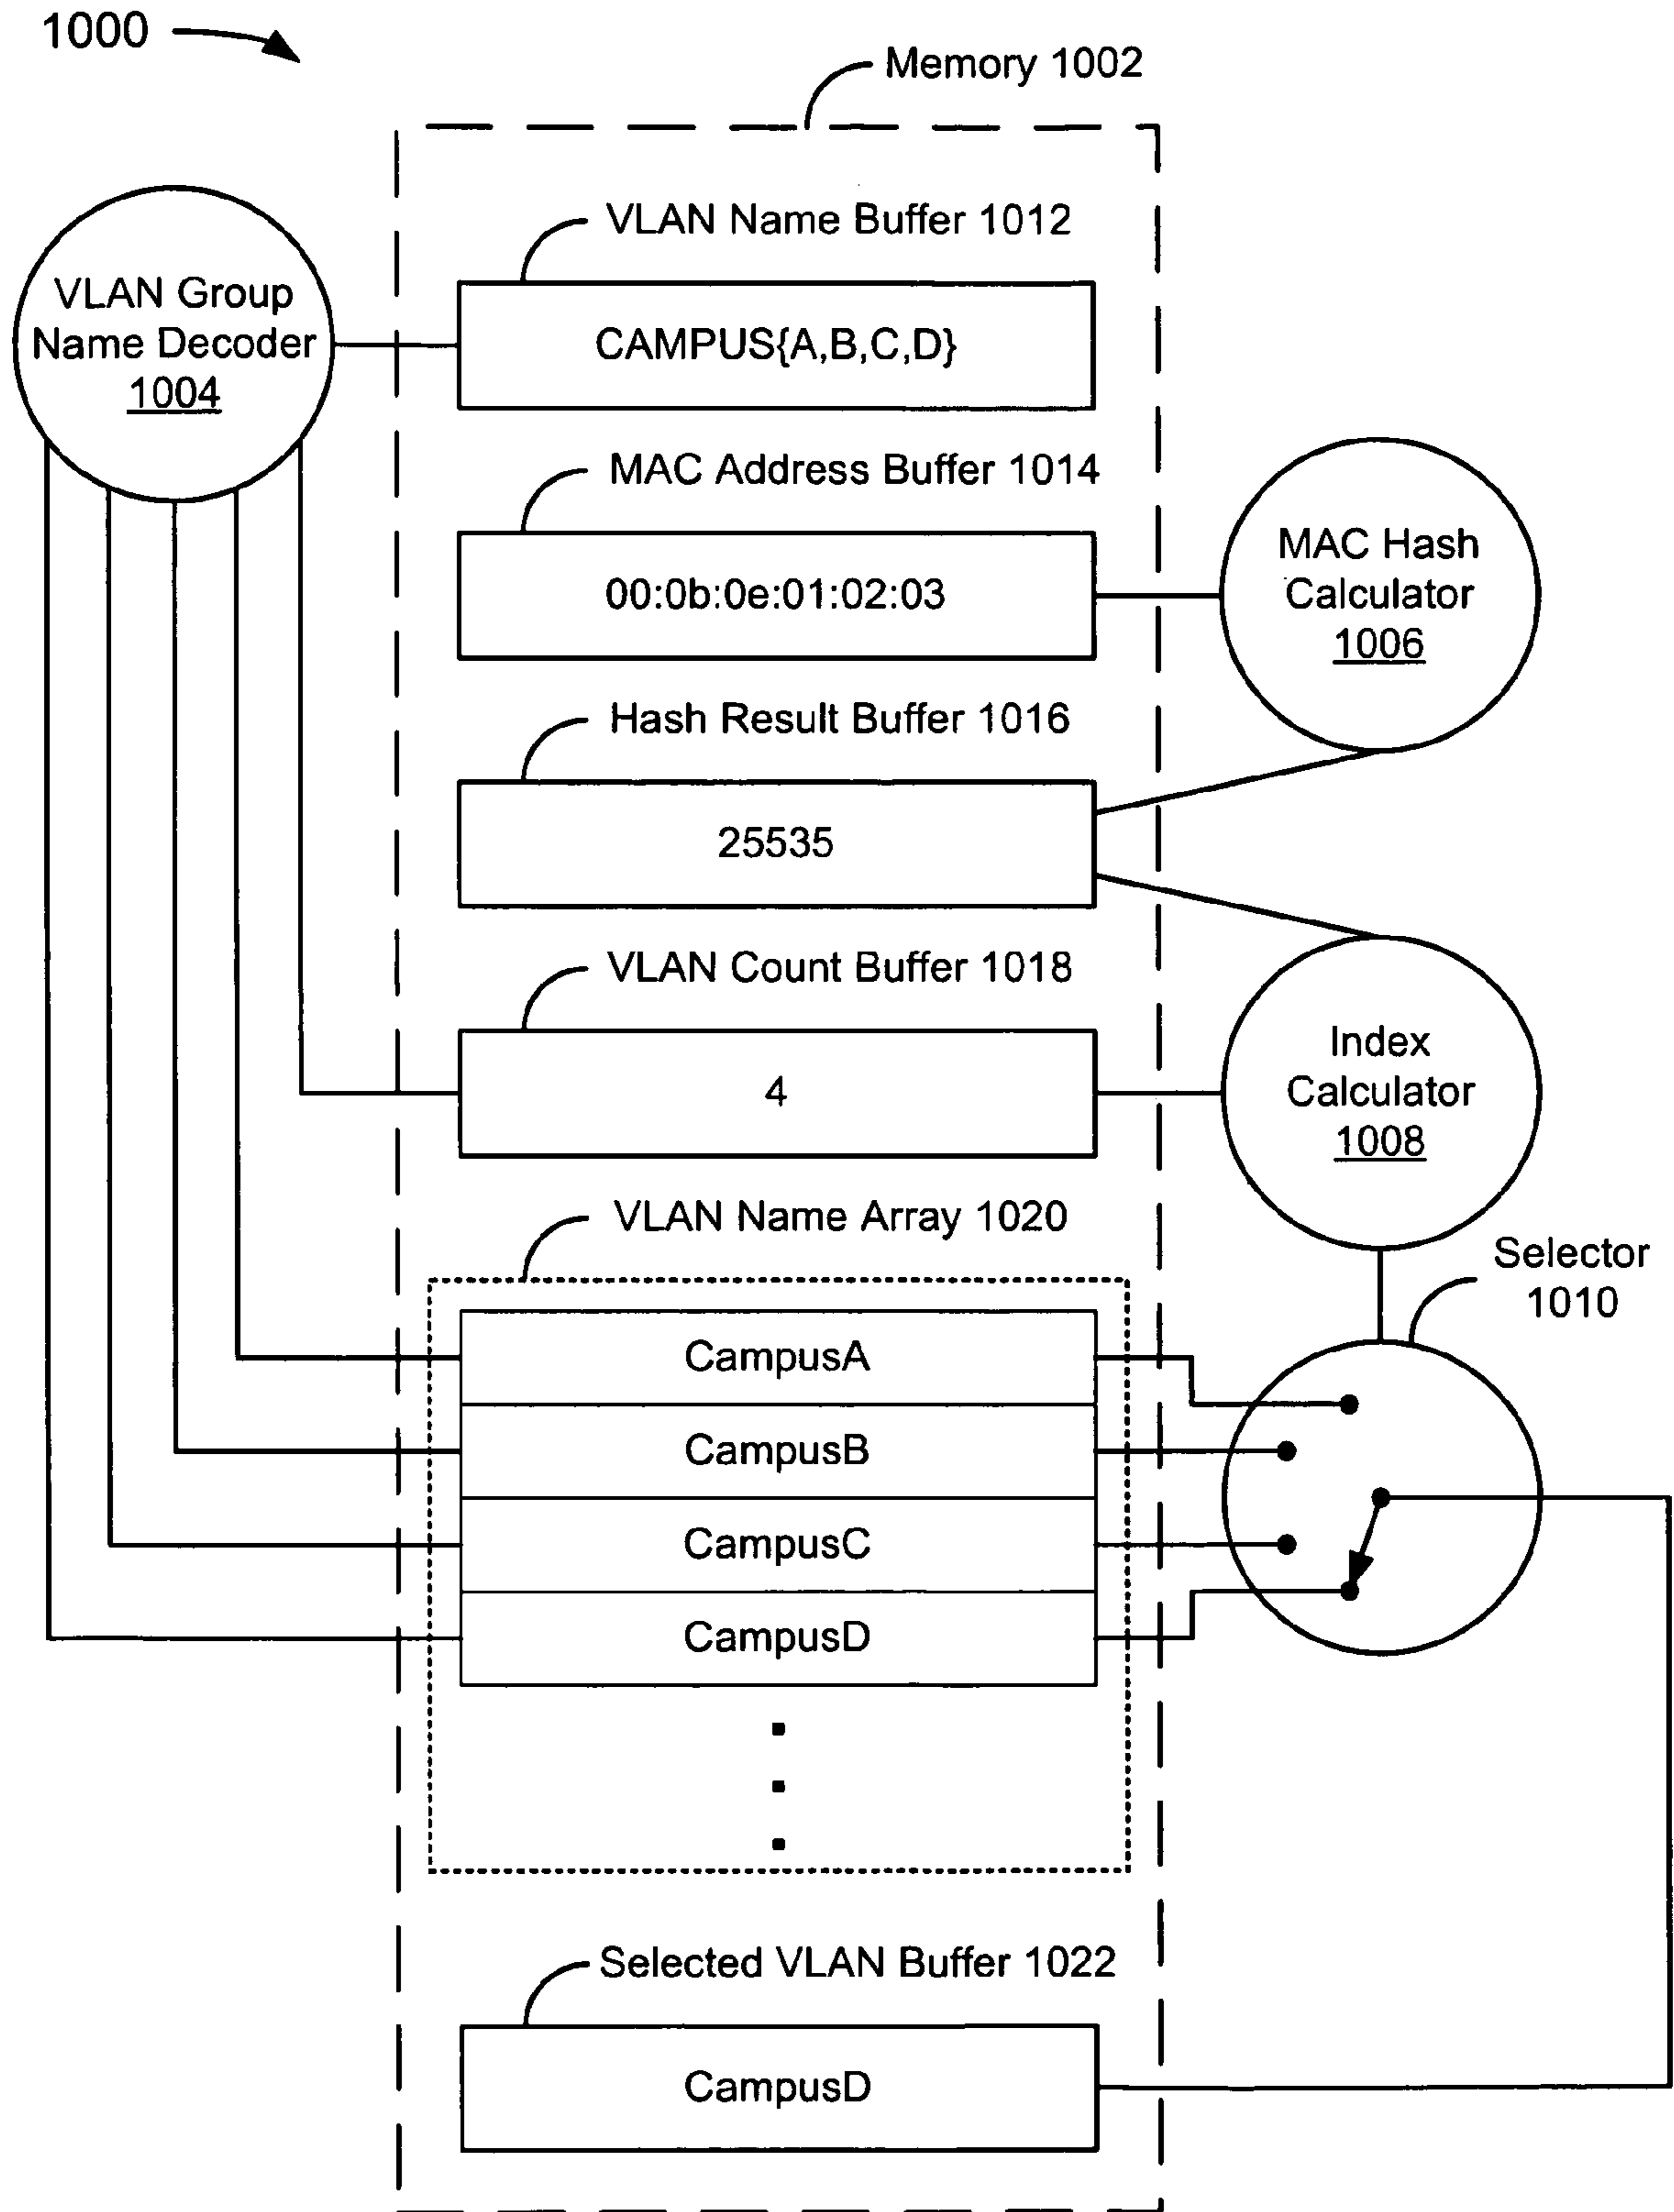 1000
Memory 1002
VLAN Name Buffer 1012
VLAN Group
Name Decoder
1004
CAMPUS{A,B,C,D}
MAC Address Buffer 1014
00:0b:0e:01:02:03
MAC Hash
Calculator
1006
Hash Result Buffer 1016
25535
VLAN Count Buffer 1018
4
Index
Calculator
1008
VLAN Name Array 1020
Selector
1010
CampusA
CampusB
CampusC
CampusD
Selected VLAN Buffer 1022
CampusD